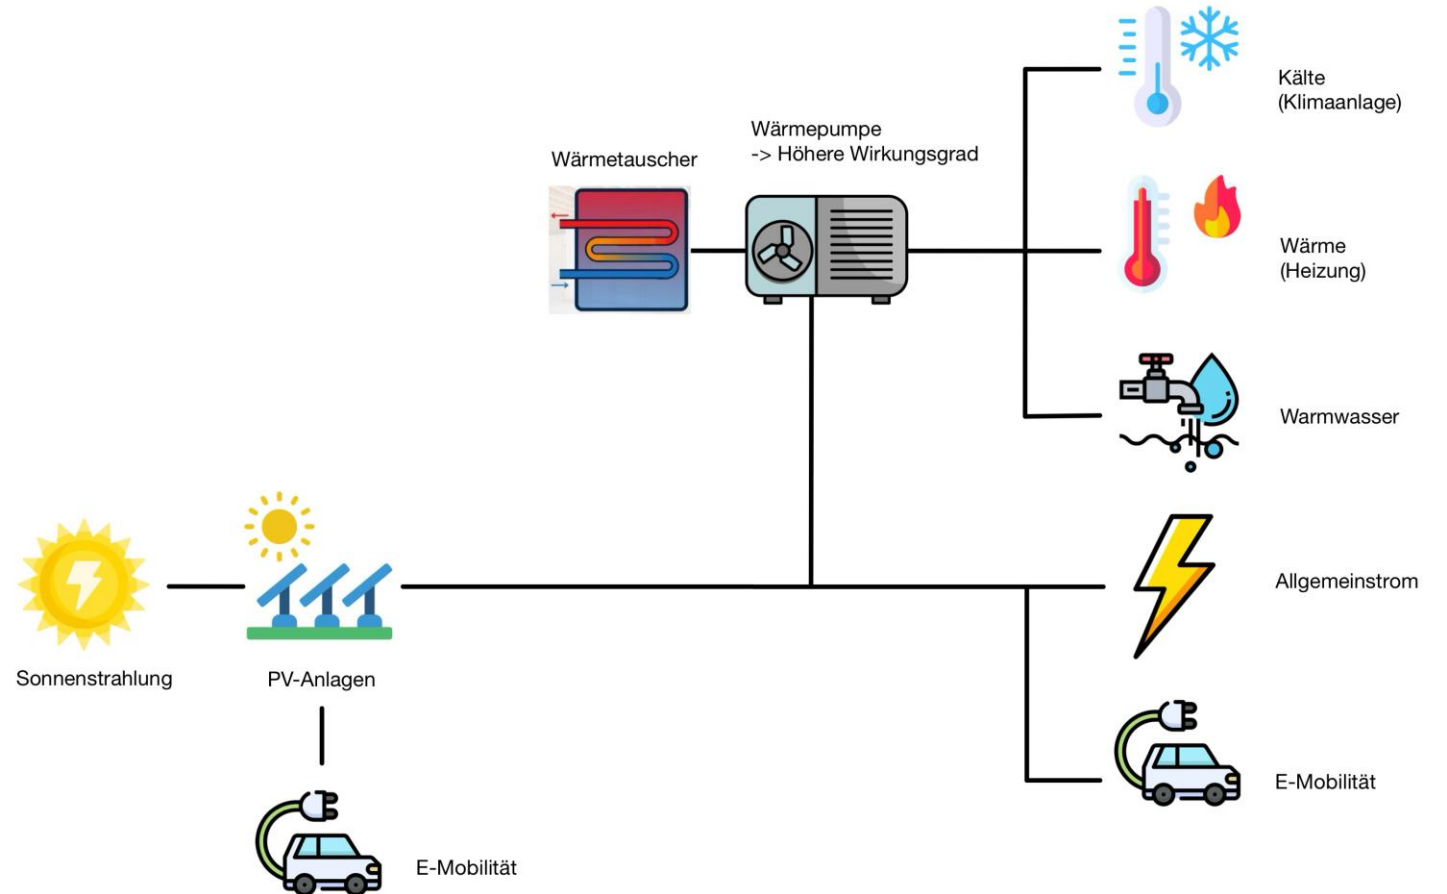 Kälte
(Klimaanlage)
Wärmepumpe
-> Höhere Wirkungsgrad
Wärmetauscher
Wärme
(Heizung)
Warmwasser
Allgemeinstrom
Sonnenstrahlung
PV-Anlagen
E-Mobilität
E-Mobilität